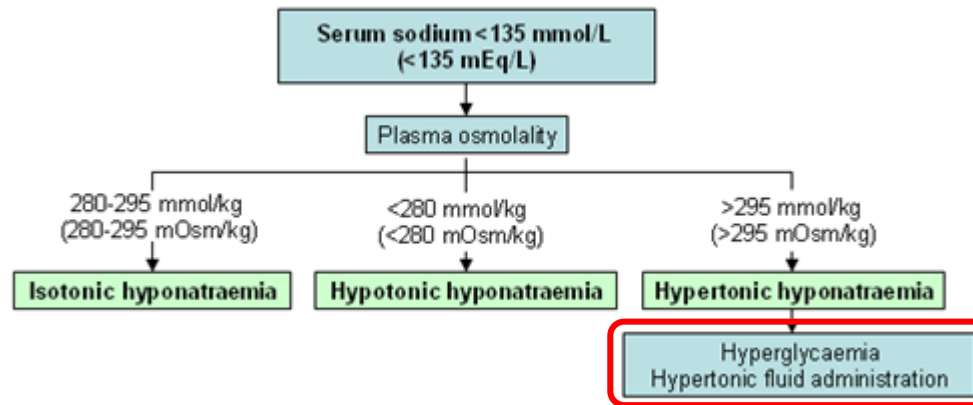 Serum sodium <135 mmol/L
(<135 mEq/L)
Plasma osmolality
280-295 mmol/kg
(280-295 mOsm/kg)
<280 mmol/kg
(<280 mOsm/kg)
>295 mmol/kg
(>295 mOsm/kg)
Isotonic hyponatraemia
Hypotonic hyponatraemia
Hypertonic hyponatraemia
Hyperglycaemia
Hypertonic fluid administration